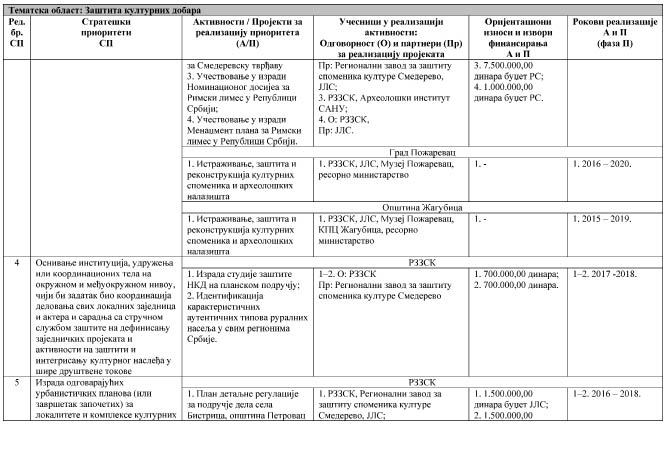 Тематска област: Заштита културних добара
Ред.
бр.
СП
Стратешки
приоритети
СП
Активности / Пројекти за
реализацију приоритета
(А/П)
Учесници у реализацији
активности:
Одговорност (О) и партнери (Пр)
у реализацији пројеката
Оријентациони
износи и извори
финансирања
А и П
Рокови реализације
А и П
(фаза П)
за Смедеревску тврђаву
3. Учествовање у изради
Номинационог досијеа за
Римски лимес у Републици
Србији;
4. Учествовање у изради
Менаџмент плана за Римски
лимес у Републици Србији.
Пр: Регионални завод за заштиту
споменика културе Смедерево,
ЈЛС;
3. РЗЗСК, Археолошки институт
САНУ;
4. О: РЗЗСК,
Пр: ЈЛС.
3. 7.500.000,00
динара буџет РС;
4. 1.000.000,00
динара буџет РС.
Град Пожаревац
1. Истраживање, заштита и
реконструкција културних
споменика и археолошких
налазишта
1. РЗЗСК, ЈЛС, Музеј Пожаревац,
ресорно министарство
1. -
1. 2016 – 2020.
Општина Жагубица
1. Истраживање, заштита и
реконструкција културних
споменика и археолошких
налазишта
1. РЗЗСК, ЈЛС, Музеј Пожаревац,
КПЦ Жагубица, ресорно
министарство
1. -
1. 2015 – 2019.
4
Оснивање институција, удружења
или координационих тела на
окружном и међуокружном нивоу,
чији би задатак био координација
деловања свих локалних заједница
и актера и сарадња са стручном
службом заштите на дефинисању
заједничких пројеката и
активности на заштити и
интегрисању културног наслеђа у
шире друштвене токове
РЗЗСК
1. Израда студије заштите
НКД на планском подручју;
2. Идентификација
карактеристичних
аутентичних типова руралних
насеља у свим регионима
Србије.
1–2. О: РЗЗСК
Пр: Регионални завод за заштиту
споменика културе Смедерево
1. 700.000,00 динара;
2. 700.000,00 динара.
1–2. 2017 -2018.
5
Израда одговарајућих
урбанистичких планова (или
завршетак започетих) за
локалитете и комплексе културних
РЗЗСК
1. План детаљне регулације
за подручје дела села
Бистрица, општина Петровац
1. РЗЗСК, Регионални завод за
заштиту споменика културе
Смедерево, ЈЛС;
1. 1.500.000,00
динара буџет ЈЛС;
2. 1.500.000,00
1–2. 2016 – 2018.